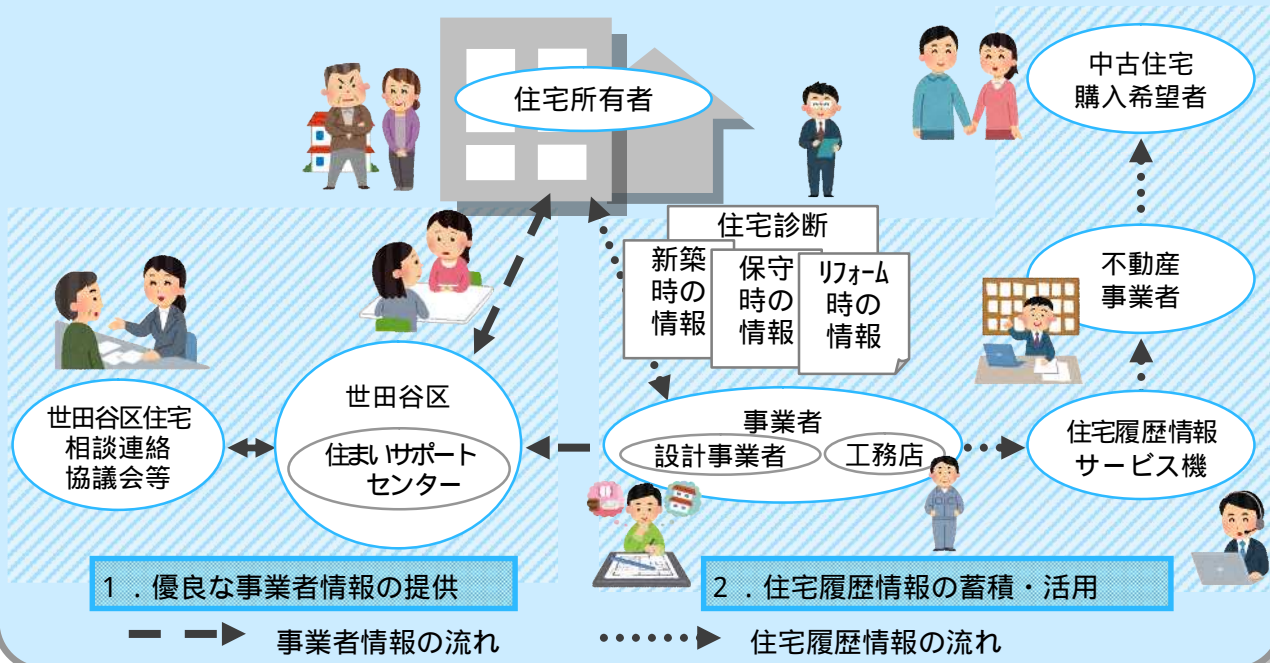 住宅所有者
中古住宅
購入希望者
住宅診断
新築
時の
情報
保守
時の
情報
リフォーム
時の
情報
不動産
事業者
世田谷区住宅
相談連絡
協議会等
世田谷区
住まいサポート
センター
事業者
設計事業者
工務店
住宅履歴情報
サービス機
1．優良な事業者情報の提供
2．住宅履歴情報の蓄積・活用
事業者情報の流れ
住宅履歴情報の流れ